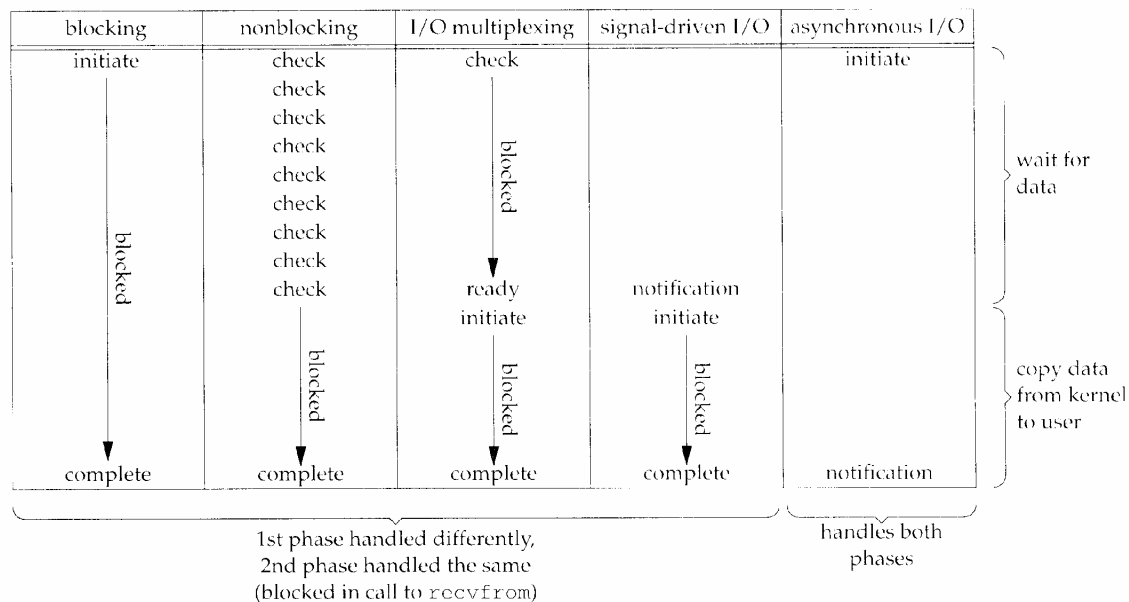 blocking nonblocking I/O multiplexing signal-driven I/O asynchronous I/O
initiate check check initiate
check
check
check
check
check
check
check
check ready notification
initiate initiate
blocked
blocked
blocked
blocked
blocked
complete complete complete complete notification
wait for
data
copy data
from kernel
to user
1st phase handled differently,
2nd phase handled the same
(blocked in call to recvfrom)
handles both
phases